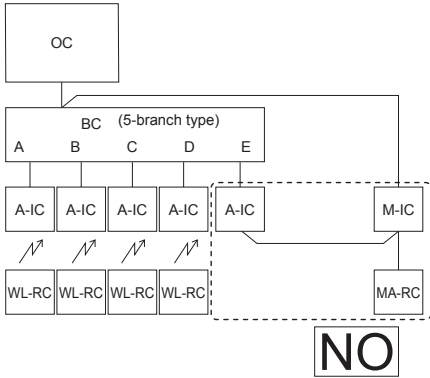 OC
BC (5-branch type)
A B C D E
A-IC A-IC A-IC A-IC A-IC M-IC
WL-RC WL-RC WL-RC WL-RC MA-RC
NO